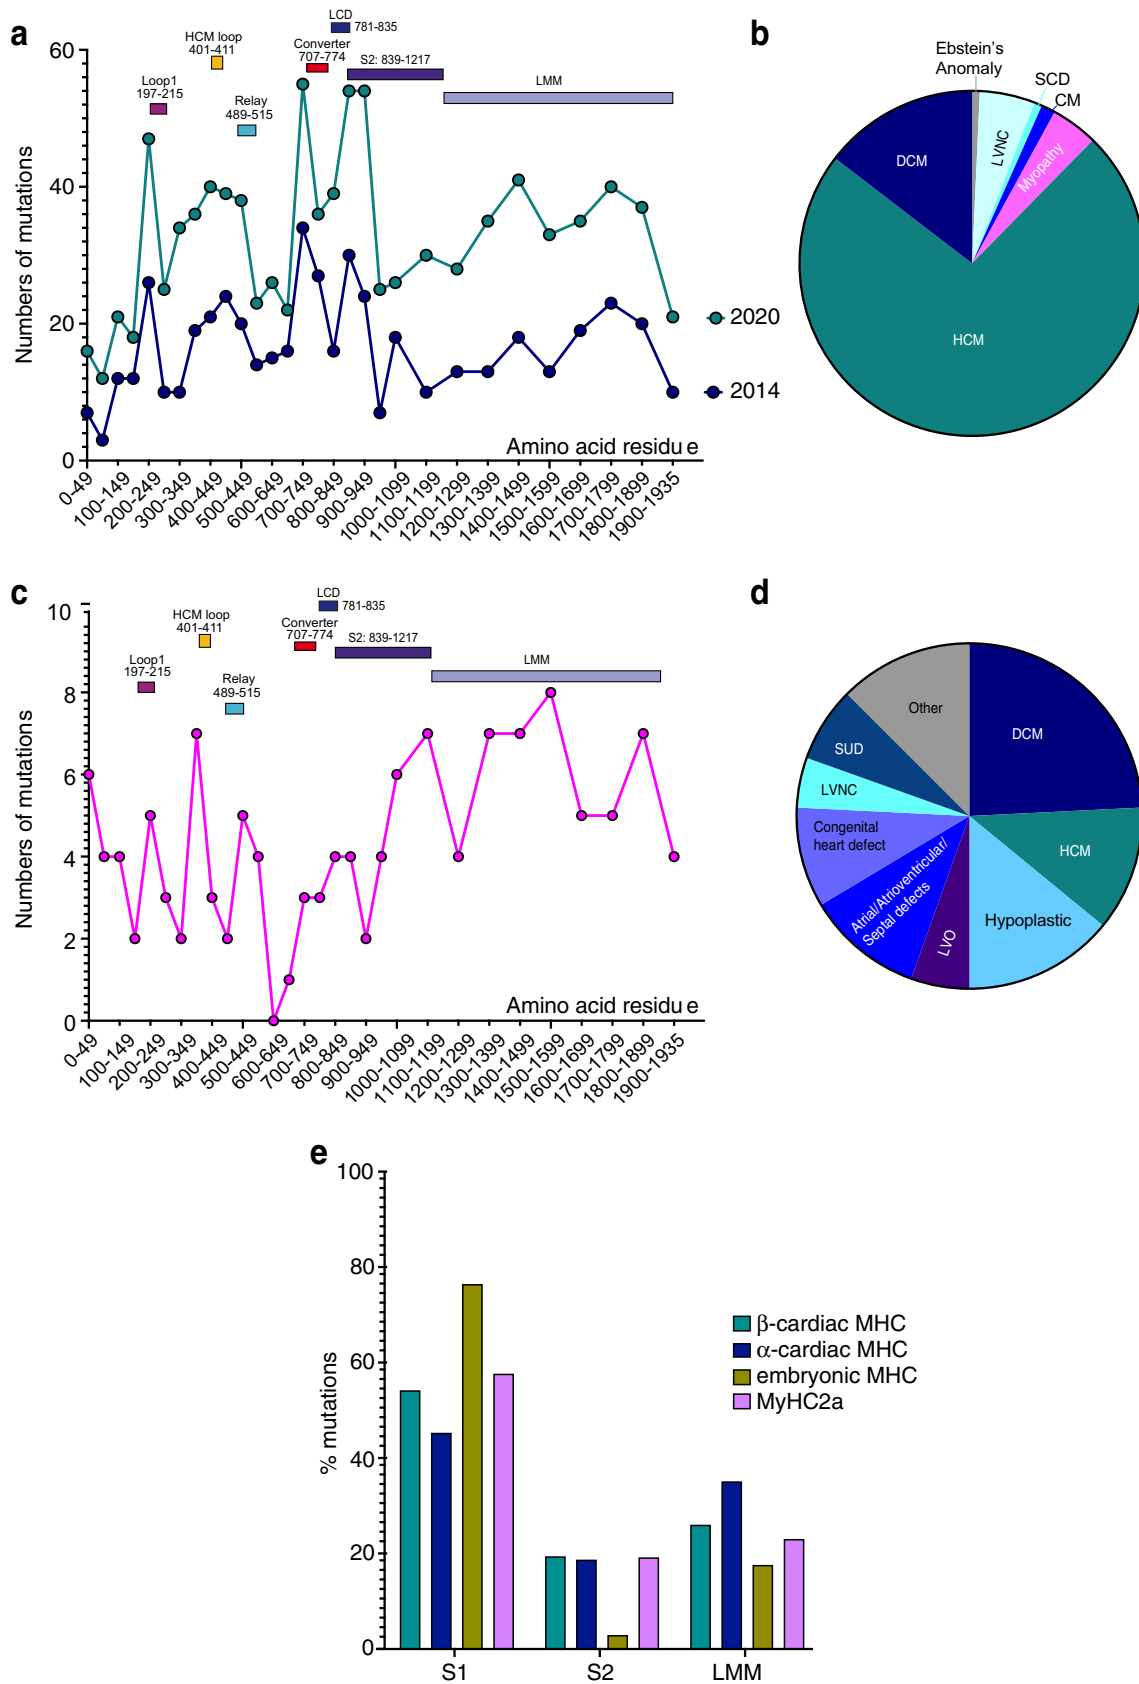 a
LCD
781-835
HCM loop
401-411
Converter
707-774
S2: 839-1217
LMM
Loop1
197-215
Relay
489-515
60
40
20
0
Numbers of mutations
2020
2014
Amino acid residu e
0-49
100-149
200-249
300-349
400-449
500-449
600-649
700-749
800-849
900-949
1000-1099
1100-1199
1200-1299
1300-1399
1400-1499
1500-1599
1600-1699
1700-1799
1800-1899
1900-1935
b
Ebstein's
Anomaly
SCD
CM
LVNC
Myopathy
DCM
HCM
c
LCD
781-835
HCM loop
401-411
Converter
707-774
S2: 839-1217
LMM
Loop1
197-215
Relay
489-515
10
8
6
4
2
0
Numbers of mutations
Amino acid residu e
0-49
100-149
200-249
300-349
400-449
500-449
600-649
700-749
800-849
900-949
1000-1099
1100-1199
1200-1299
1300-1399
1400-1499
1500-1599
1600-1699
1700-1799
1800-1899
1900-1935
d
Other
DCM
SUD
LVNC
Congenital
heart defect
HCM
Atrial/Atrioventricular/
Septal defects
LVO
Hypoplastic
e
100
80
60
40
20
0
% mutations
β-cardiac MHC
α-cardiac MHC
embryonic MHC
MyHC2a
S1
S2
LMM